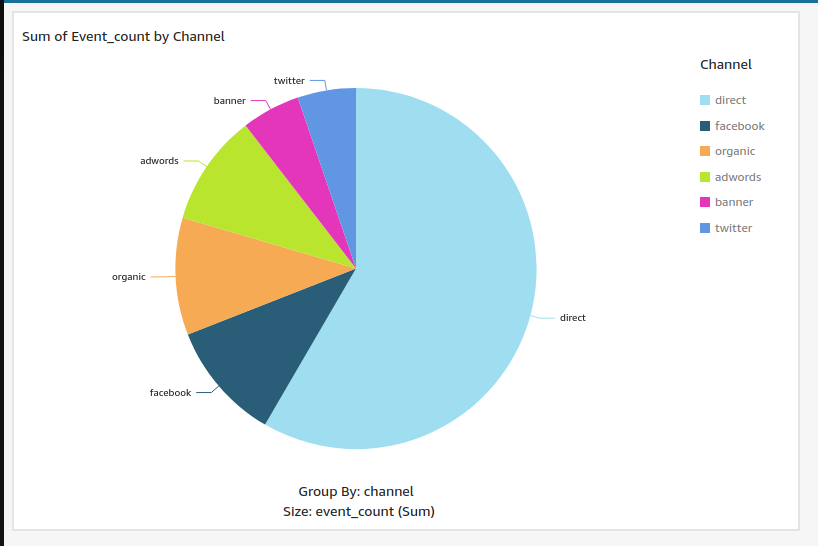 Sum of Event_count by Channel
Channel
direct
facebook
organic
adwords
banner
twitter
twitter
banner
adwords
organic
facebook
direct
Group By: channel
Size: event_count (Sum)